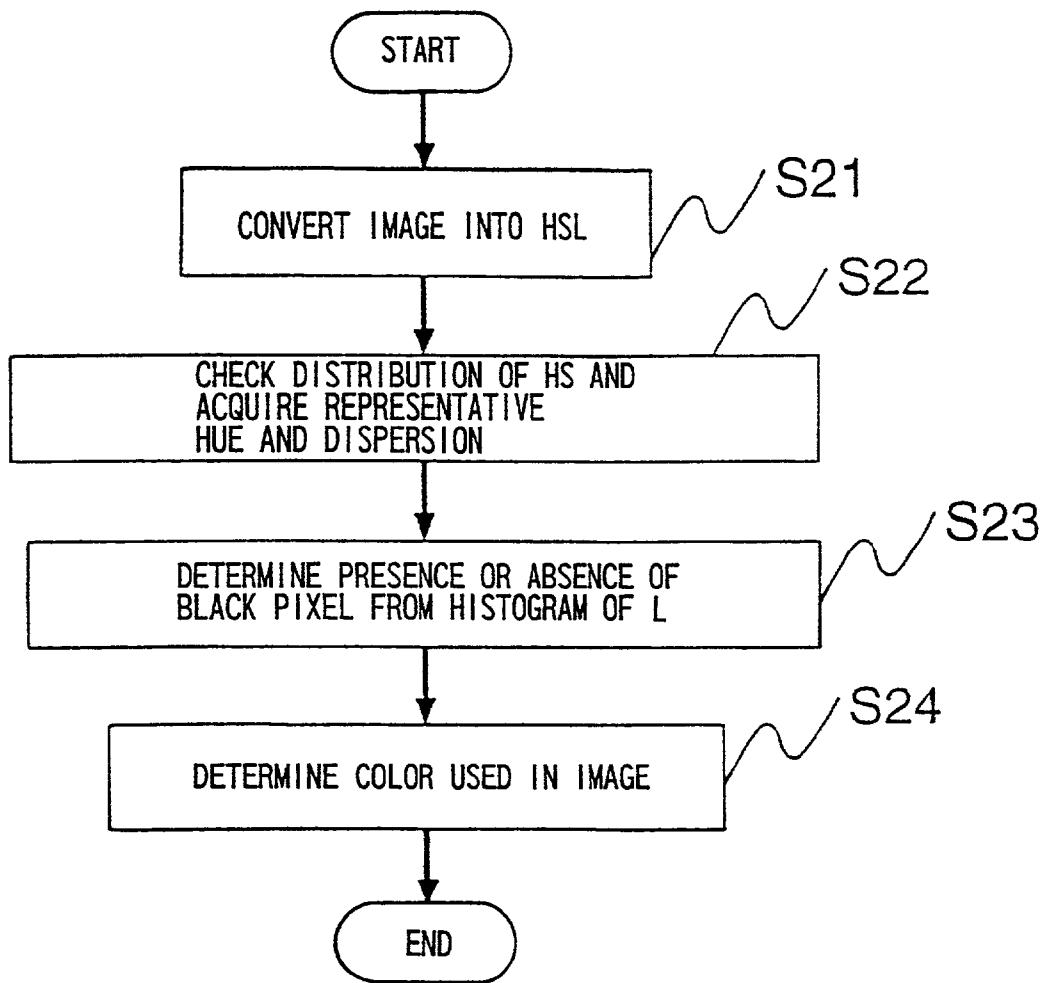 START
S21
CONVERT IMAGE INTO HSL
S22
CHECK DISTRIBUTION OF HS AND
ACQUIRE REPRESENTATIVE
HUE AND DISPERSION
S23
DETERMINE PRESENCE OR ABSENCE OF
BLACK PIXEL FROM HISTOGRAM OF L
S24
DETERMINE COLOR USED IN IMAGE
END